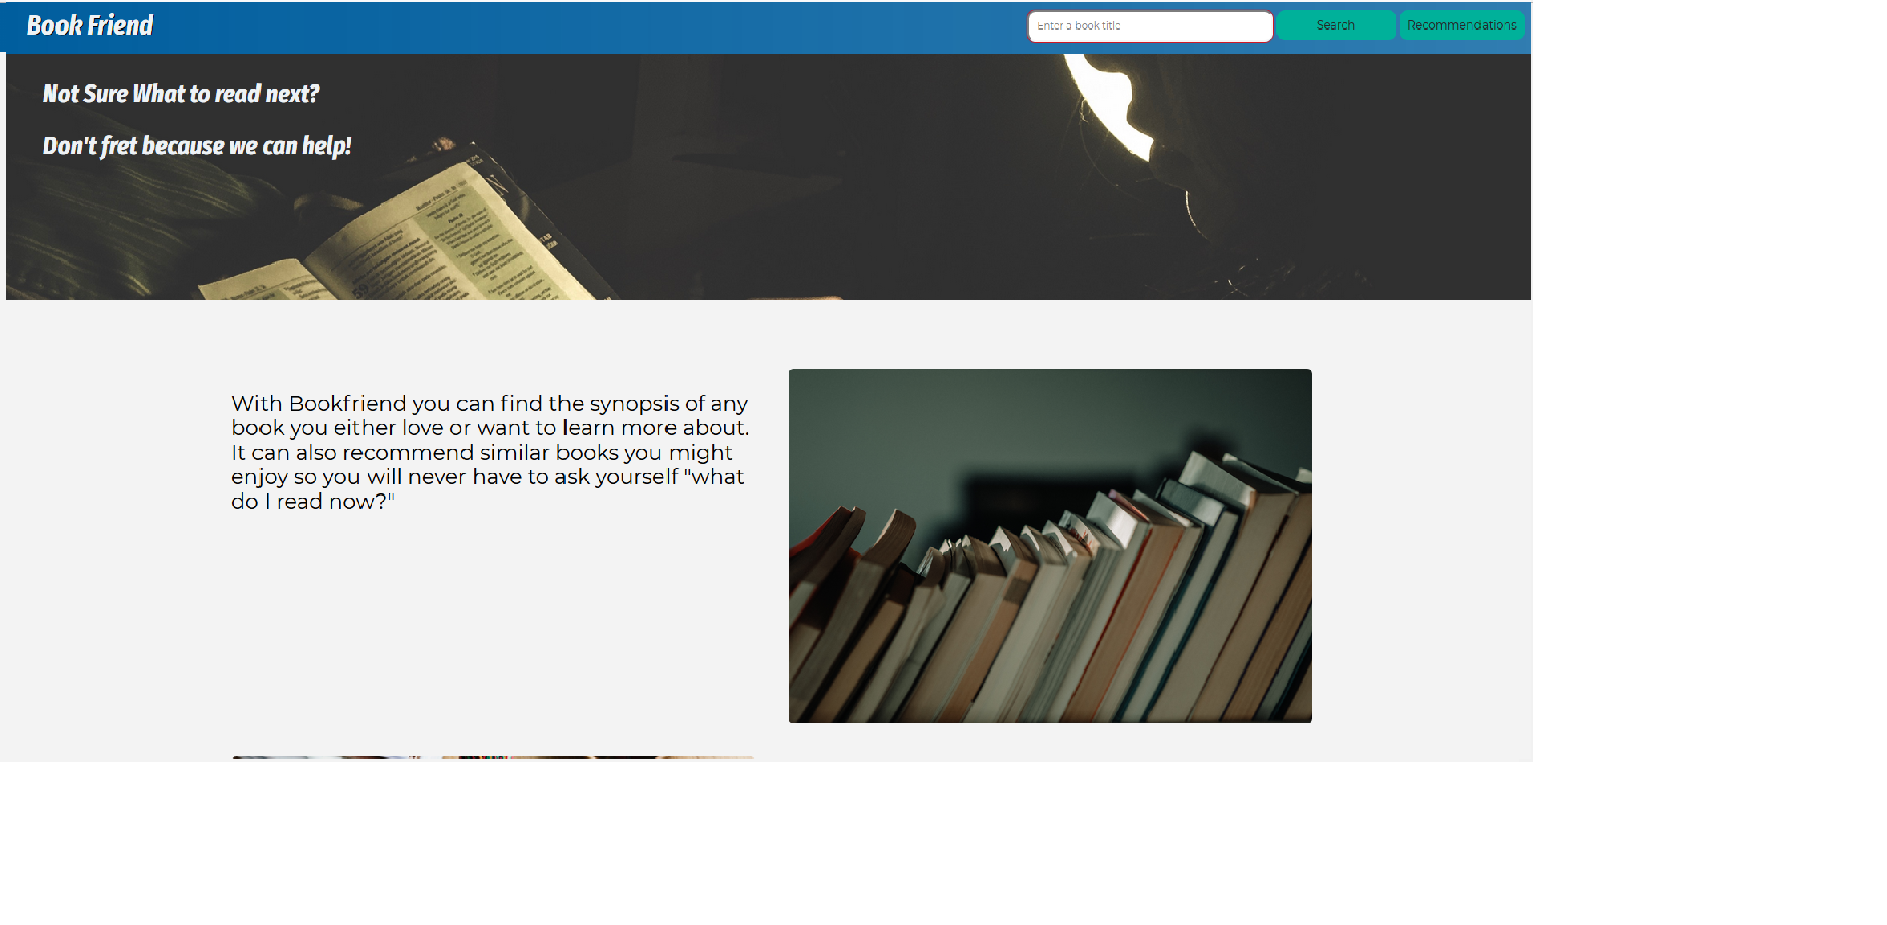 Book Friend
Enter a book title
Search
Recommendations
Not Sure What to read next?
Don't fret because we can help!
With Bookfriend you can find the synopsis of any
book you either love or want to learn more about.
It can also recommend similar books you might
enjoy so you will never have to ask yourself "what
do I read now?"